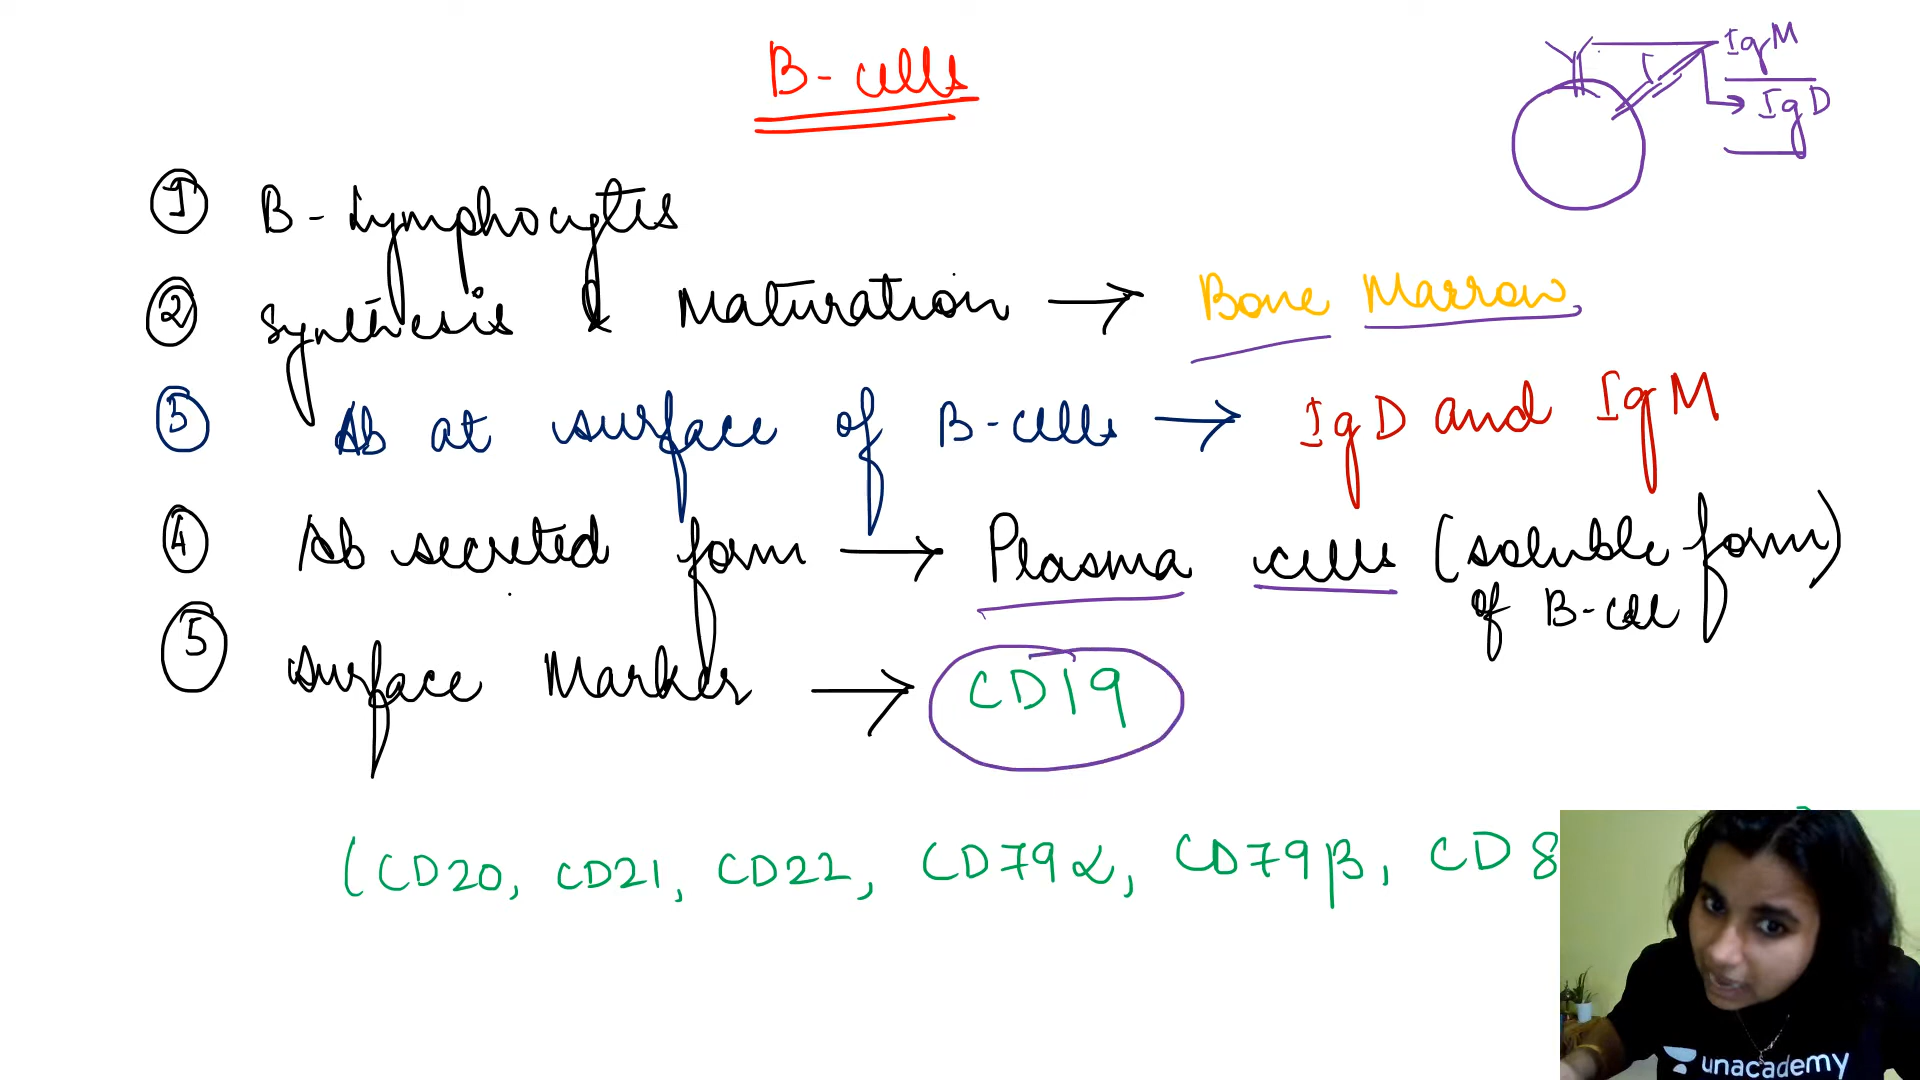 B-cells
IgM
IgD
① B-Lymphocytes
② Synthesis & Maturation → Bone Marrow
③ Ab at surface of B-cells → IgD and IgM
④ Ab secreted form → Plasma cells (soluble form)
of B-cell
⑤ Surface Marker → CD19
(CD20, CD21, CD22, CD79α, CD79β, CD8
unacademy